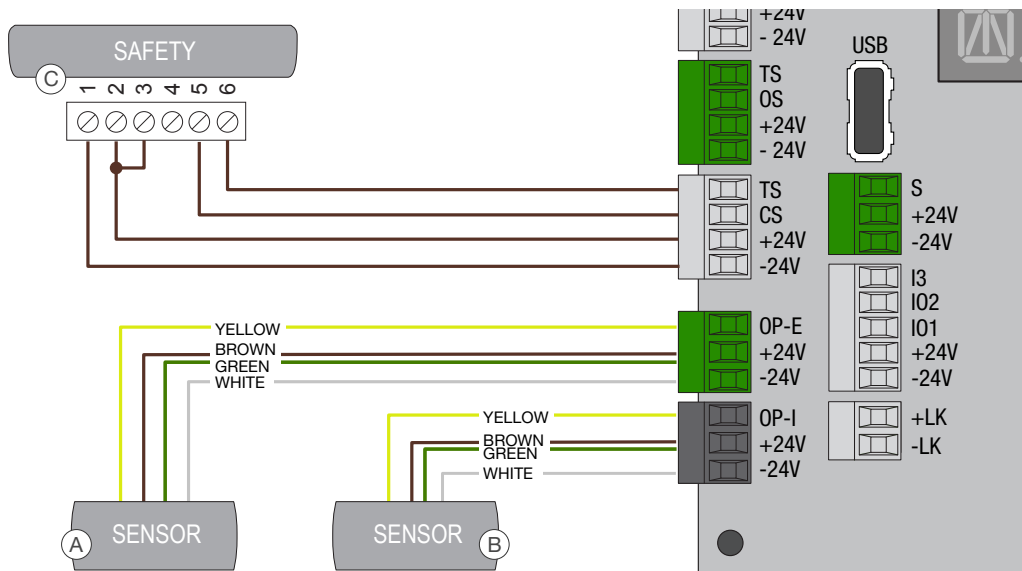 SAFETY
C
1 2 3 4 5 6
+24V
- 24V
TS
OS
+24V
- 24V
TS
CS
+24V
-24V
OP-E
+24V
-24V
OP-I
+24V
-24V
USB
S
+24V
-24V
I3
IO2
IO1
+24V
-24V
+LK
-LK
YELLOW
BROWN
GREEN
WHITE
YELLOW
BROWN
GREEN
WHITE
A
SENSOR
SENSOR
B